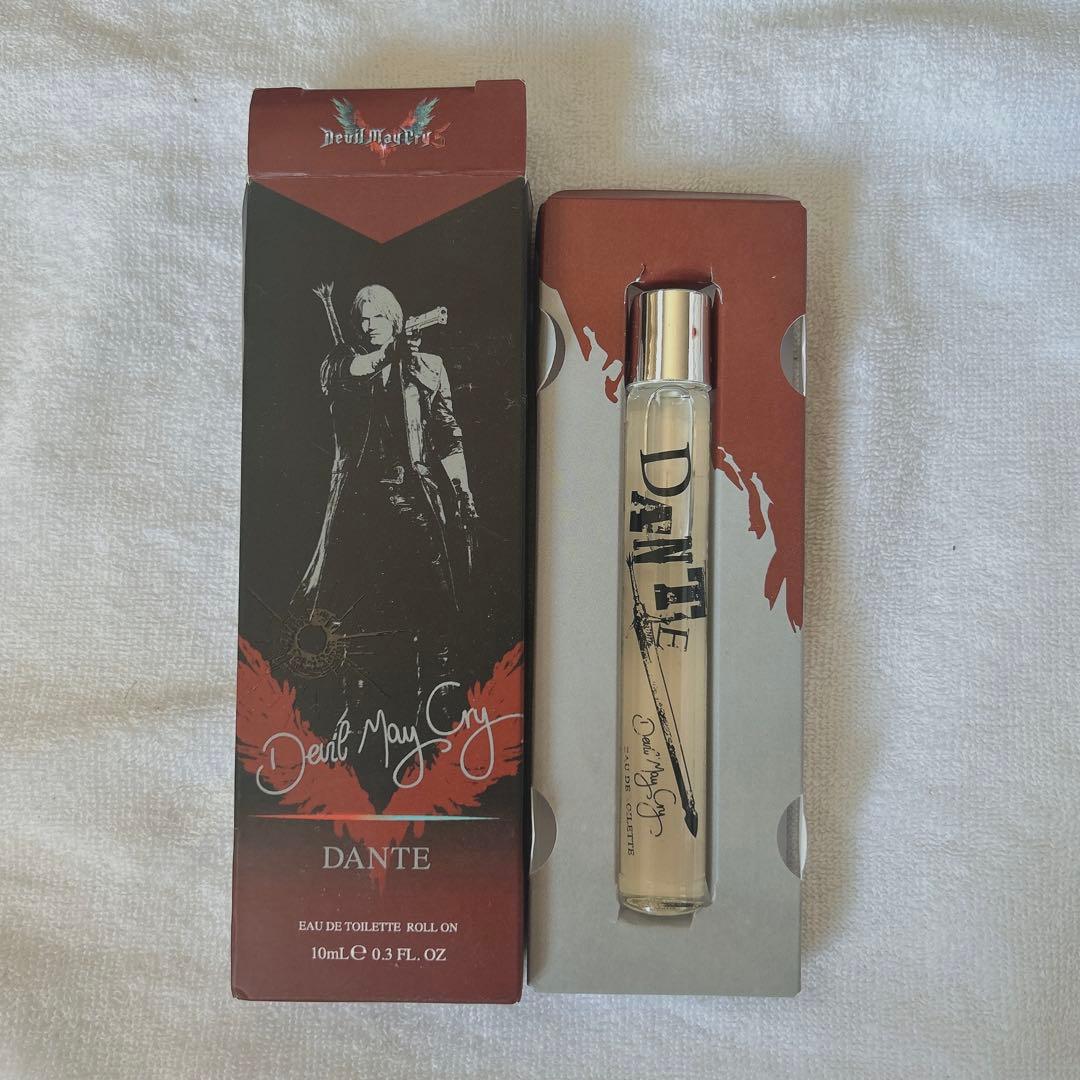 Devil May Cry 5
Devil May Cry
DANTE
EAU DE TOILETTE ROLL ON
10mL℮ 0.3 FL. OZ
DANTE
Devil May Cry
EAU DE